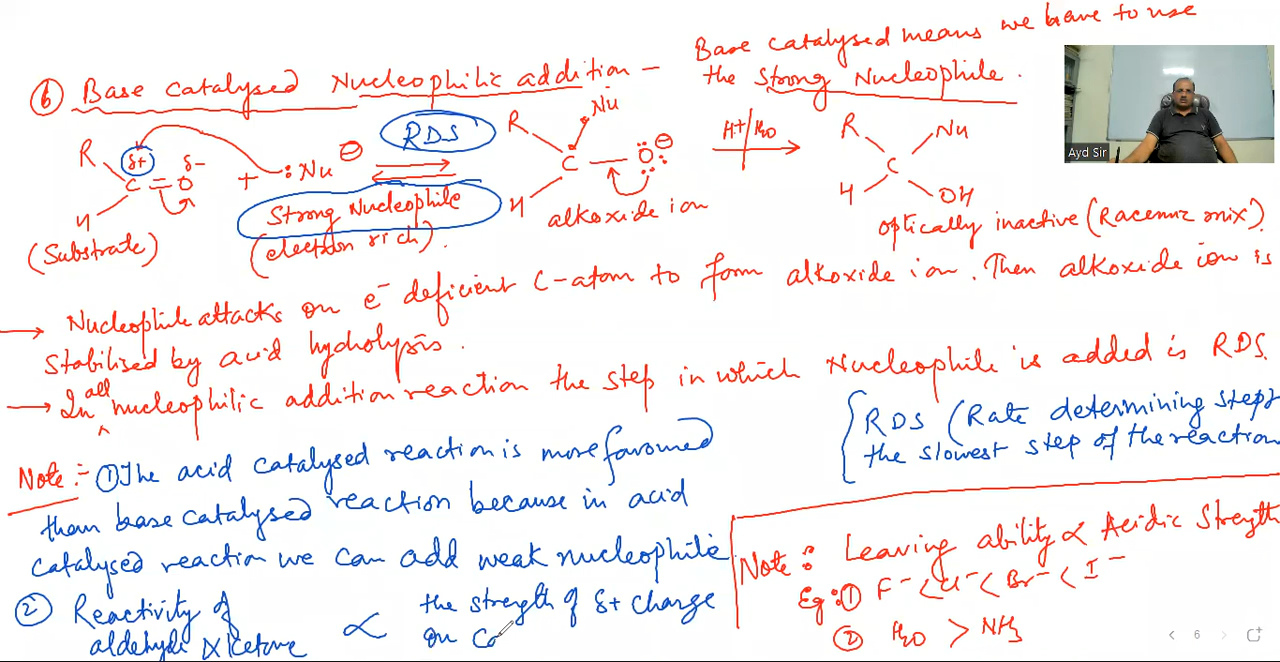 Base catalysed means we have to use
the strong Nucleophile.
⑥ Base catalysed Nucleophilic addition –
R
H
C = O
δ+
δ–
+ :Nu ⊖
RDS
Strong Nucleophile
(electron rich).
(Substrate)
R
Nu
C — O ⊖
H
alkoxide ion
H+/H2O
R
Nu
C
H
OH
optically inactive (Racemic mix).
Ayd Sir
→ Nucleophile attacks on e– deficient C-atom to form alkoxide ion. Then alkoxide ion is
stabilised by acid hydrolysis.
→ In all nucleophilic addition reaction the step in which Nucleophile is added is RDS.
RDS (Rate determining step)
the slowest step of the reaction
Note :- ① The acid catalysed reaction is more favoured
than base catalysed reaction because in acid
catalysed reaction we can add weak nucleophile
② Reactivity of
aldehyde & ketone ∝ the strength of δ+ charge
on Co
Note : Leaving ability ∝ Acidic Strength
Eg: ① F– < Cl– < Br– < I–
② H2O > NH3
6